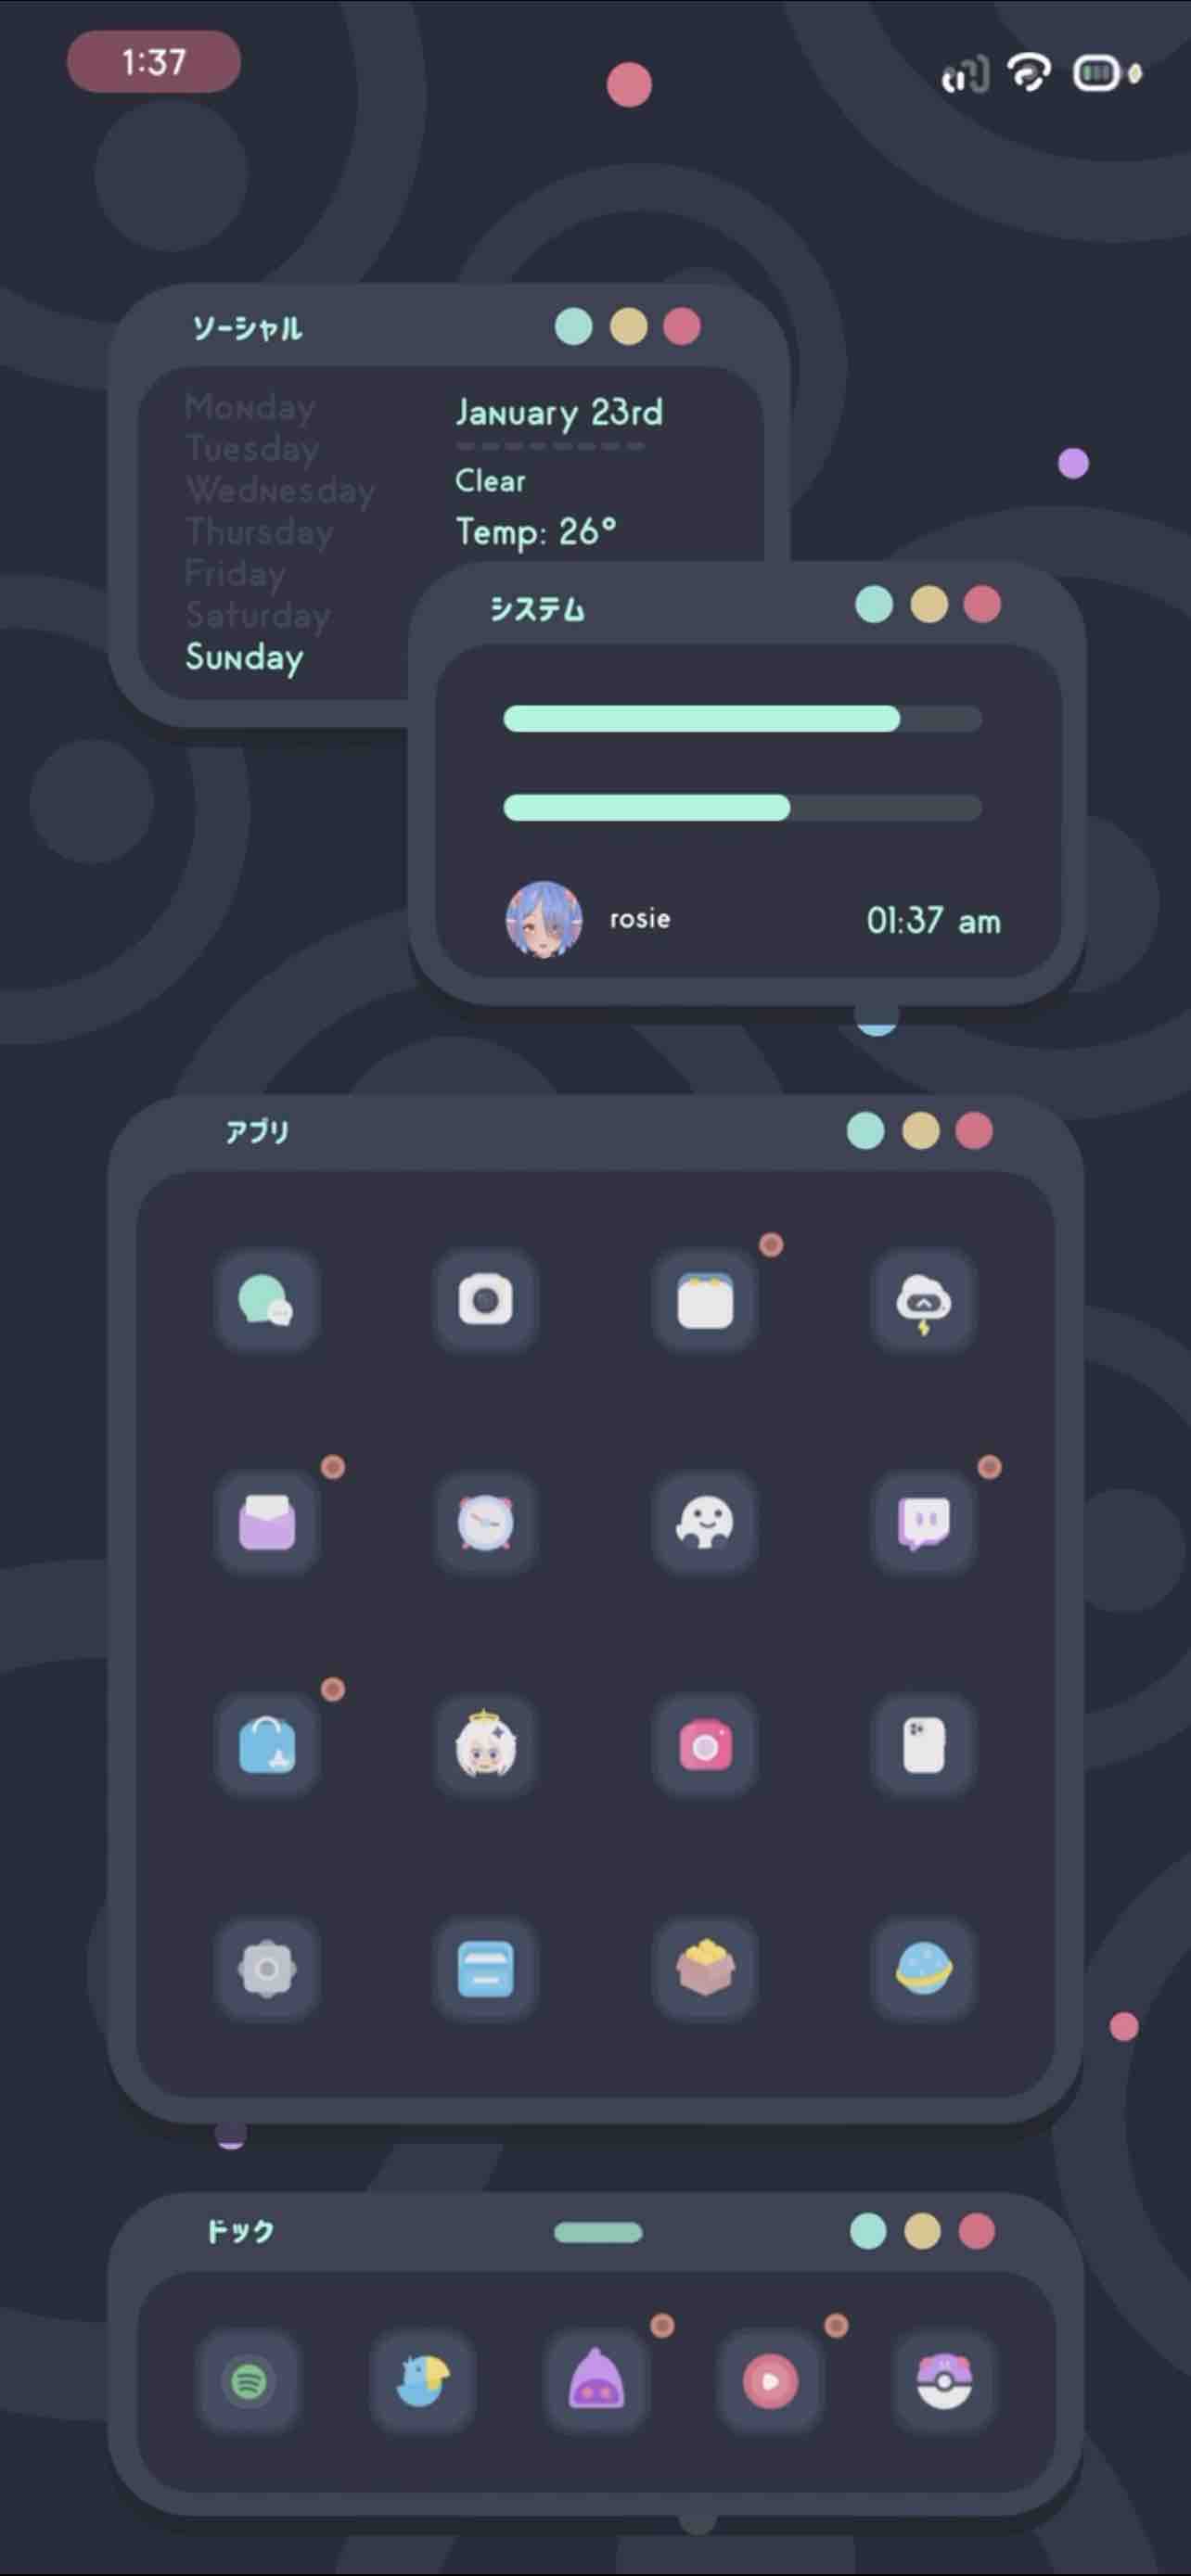 1:37
ソーシャル
Monday
Tuesday
Wednesday
Thursday
Friday
Saturday
Sunday
January 23rd
Clear
Temp: 26°
システム
rosie
01:37 am
アプリ
ドック